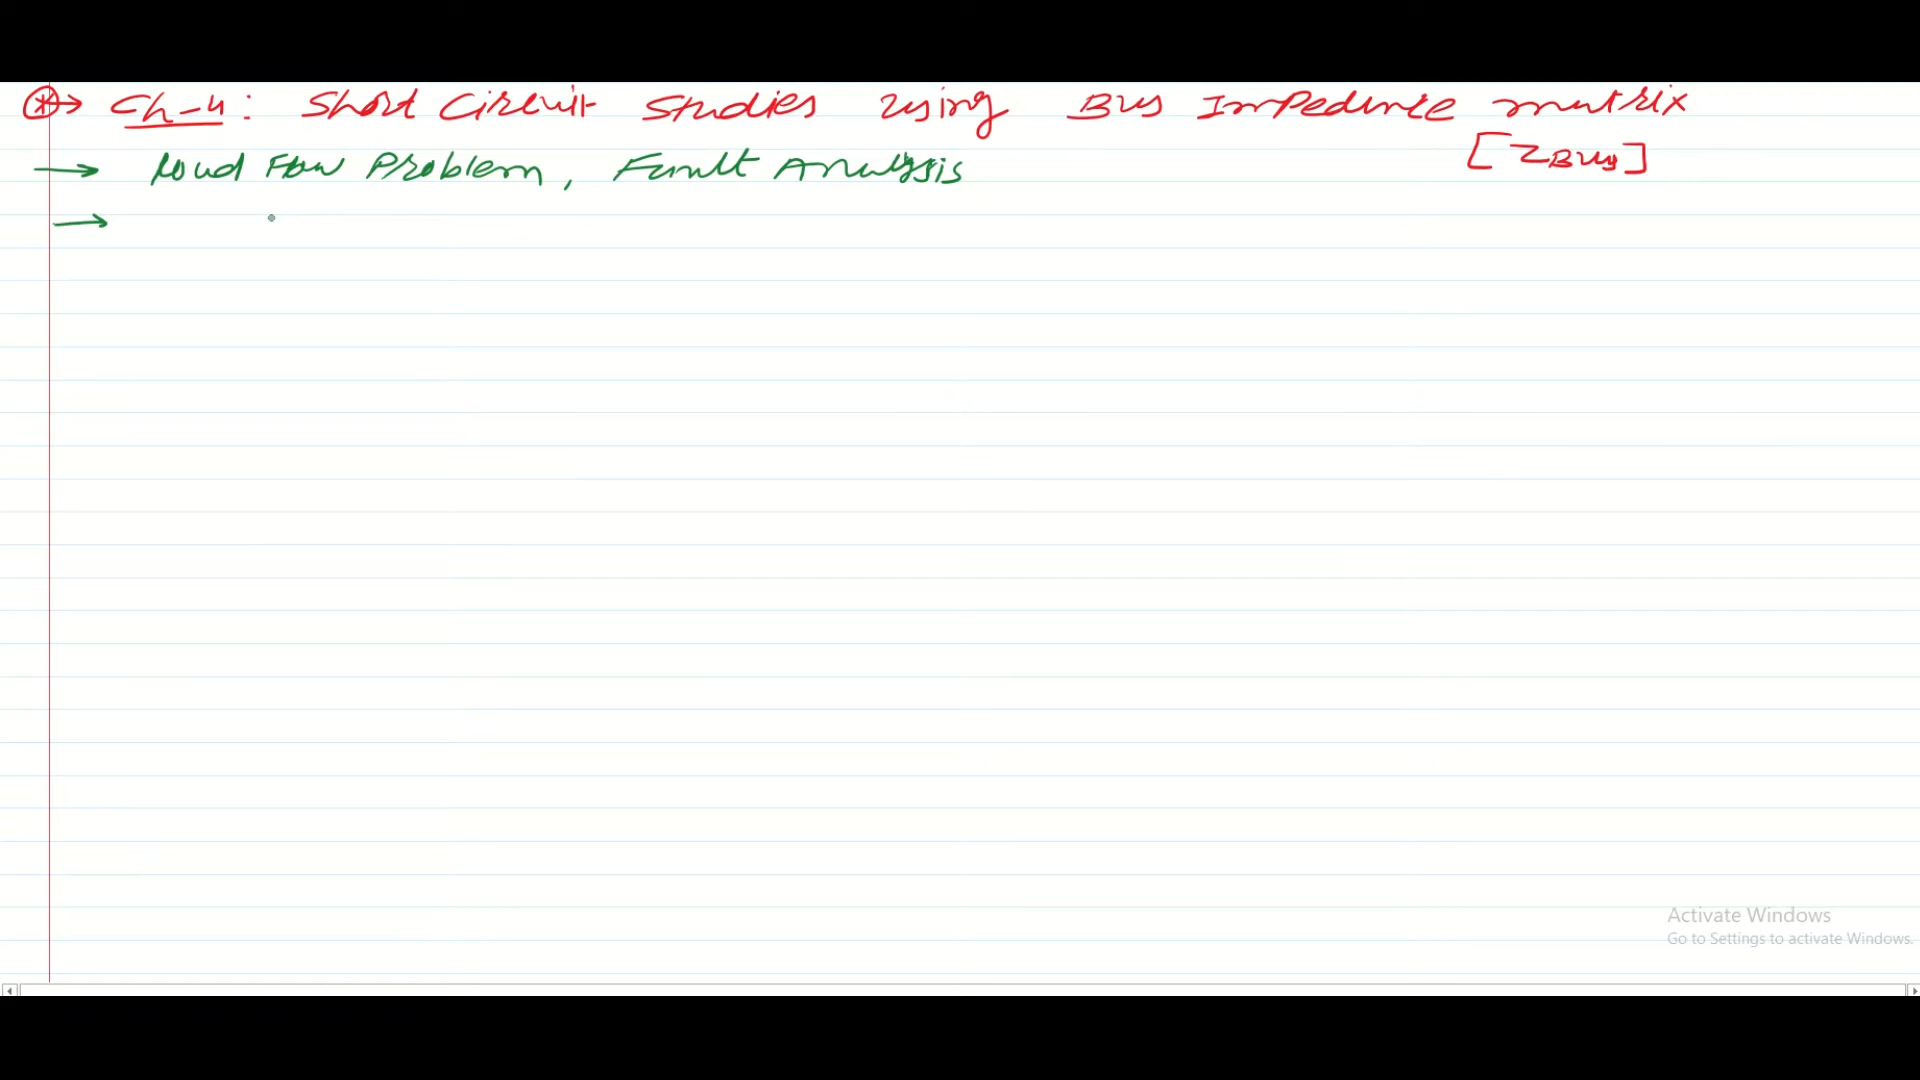 Ch-4: Short Circuit Studies using Bus Impedance matrix
[ZBus]
→ Load Flow Problem, Fault Analysis
→
Activate Windows
Go to Settings to activate Windows.